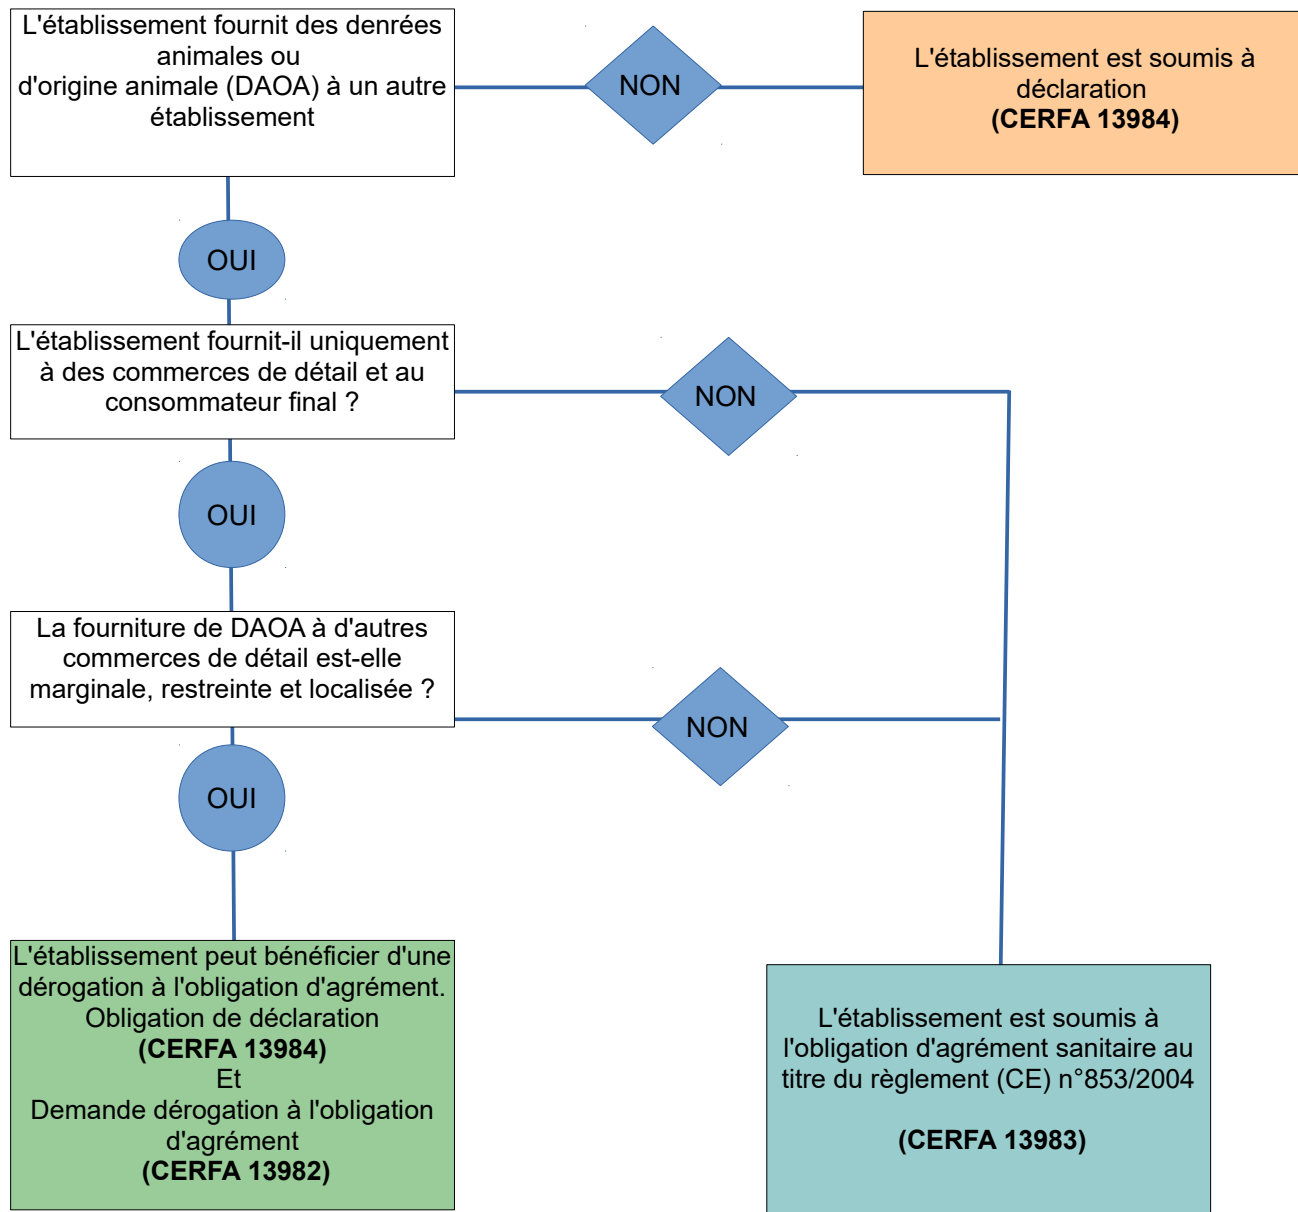 L'établissement fournit des denrées
animales ou
d'origine animale (DAOA) à un autre
établissement
NON
L'établissement est soumis à
déclaration
(CERFA 13984)
OUI
L'établissement fournit-il uniquement
à des commerces de détail et au
consommateur final ?
NON
OUI
La fourniture de DAOA à d'autres
commerces de détail est-elle
marginale, restreinte et localisée ?
NON
OUI
L'établissement peut bénéficier d'une
dérogation à l'obligation d'agrément.
Obligation de déclaration
(CERFA 13984)
Et
Demande dérogation à l'obligation
d'agrément
(CERFA 13982)
L'établissement est soumis à
l'obligation d'agrément sanitaire au
titre du règlement (CE) n°853/2004
(CERFA 13983)